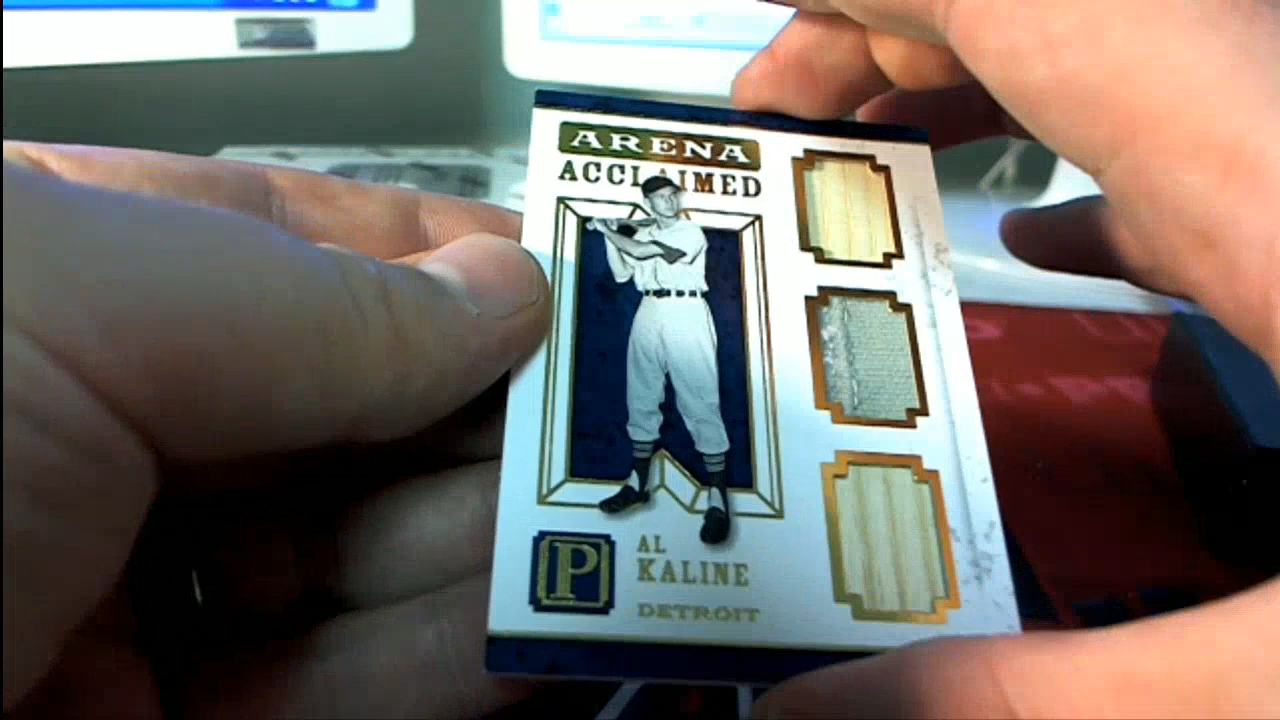 ARENA
ACCLAIMED
P
AL
KALINE
DETROIT